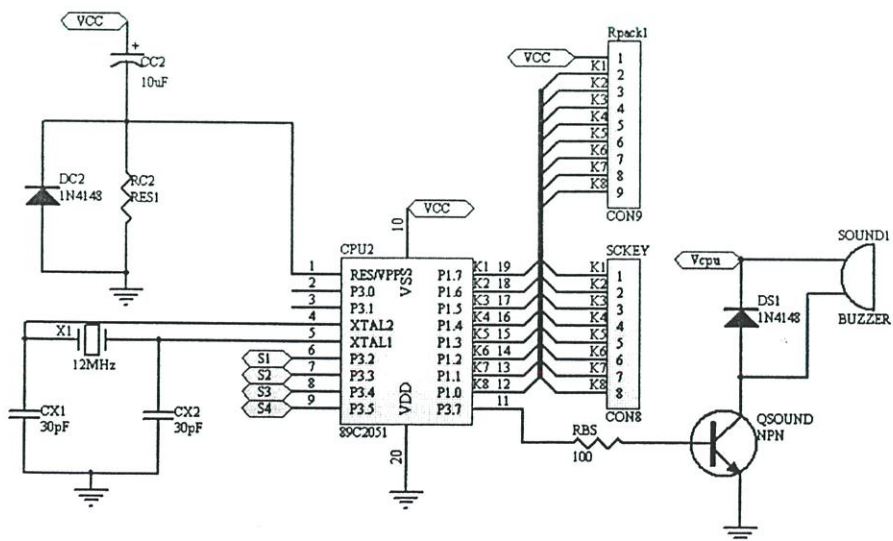 VCC
+
CC2
10uF
DC2
1N4148
RC2
RES1
Rpack1
VCC
1
K1
2
K2
3
K3
4
K4
5
K5
6
K6
7
K7
8
K8
9
CON9
VCC
10
CPU2
1
RES/VPP
VSS
P1.7
K1 19
2
P3.0
P1.6
K2 18
3
P3.1
P1.5
K3 17
4
XTAL2
P1.4
K4 16
5
XTAL1
P1.3
K5 15
S1
6
P3.2
P1.2
K6 14
S2
7
P3.3
P1.1
K7 13
S3
8
P3.4
VDD
P1.0
K8 12
S4
9
P3.5
P3.7
11
89C2051
20
X1
12MHz
CX1
30pF
CX2
30pF
SCKEY
K1
1
K2
2
K3
3
K4
4
K5
5
K6
6
K7
7
K8
8
CON8
Vcpu
SOUND1
DS1
1N4148
BUZZER
RBS
100
QSOUND
NPN